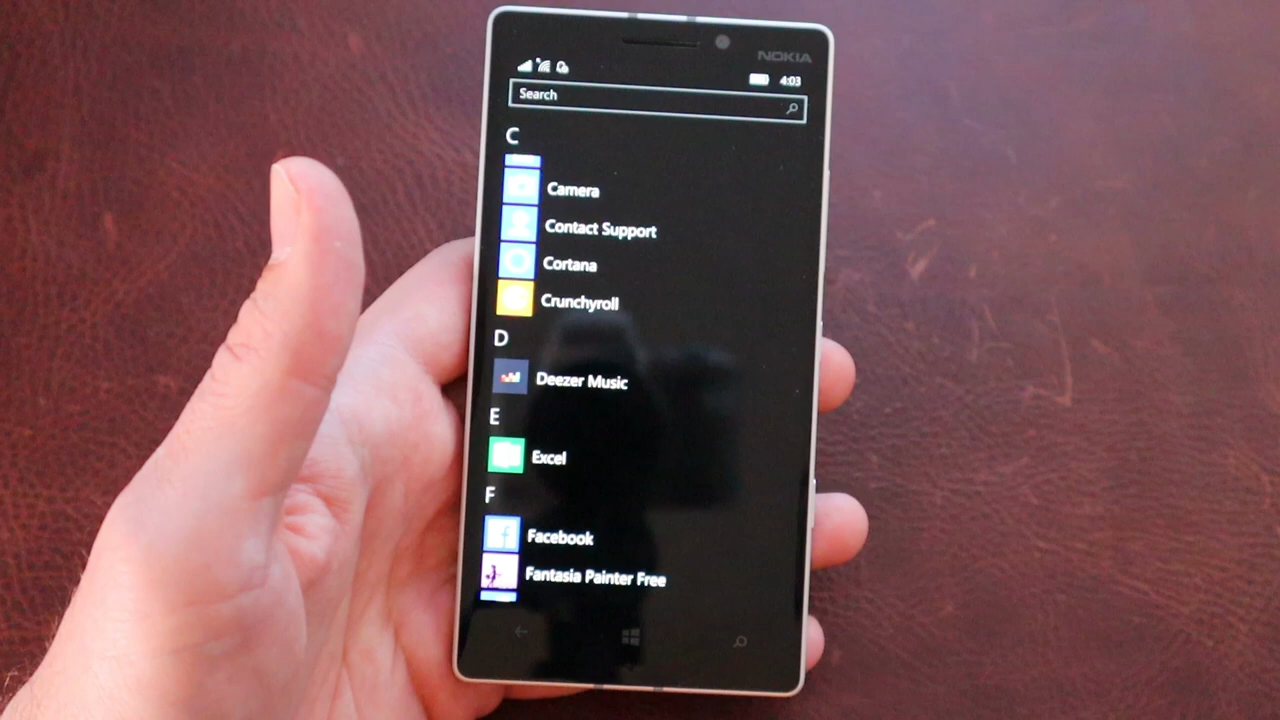 NOKIA
4:03
Search
C
Camera
Contact Support
Cortana
Crunchyroll
D
Deezer Music
E
Excel
F
Facebook
Fantasia Painter Free